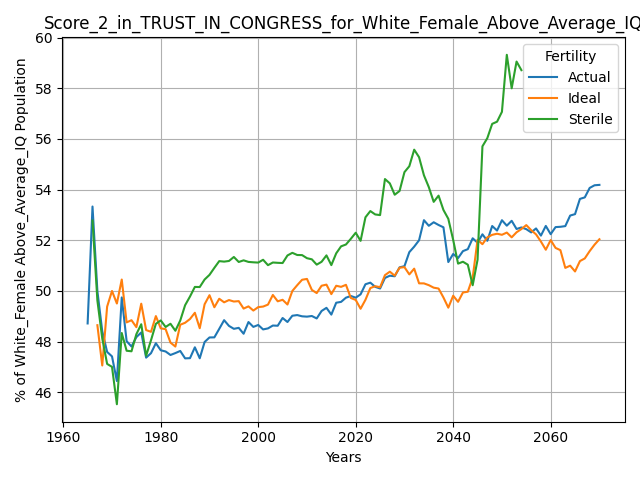 Score_2_in_TRUST_IN_CONGRESS_for_White_Female_Above_Average_IQ
% of White_Female Above_Average_IQ Population
60
58
56
54
52
50
48
46
Fertility
Actual
Ideal
Sterile
1960 1980 2000 2020 2040 2060
Years